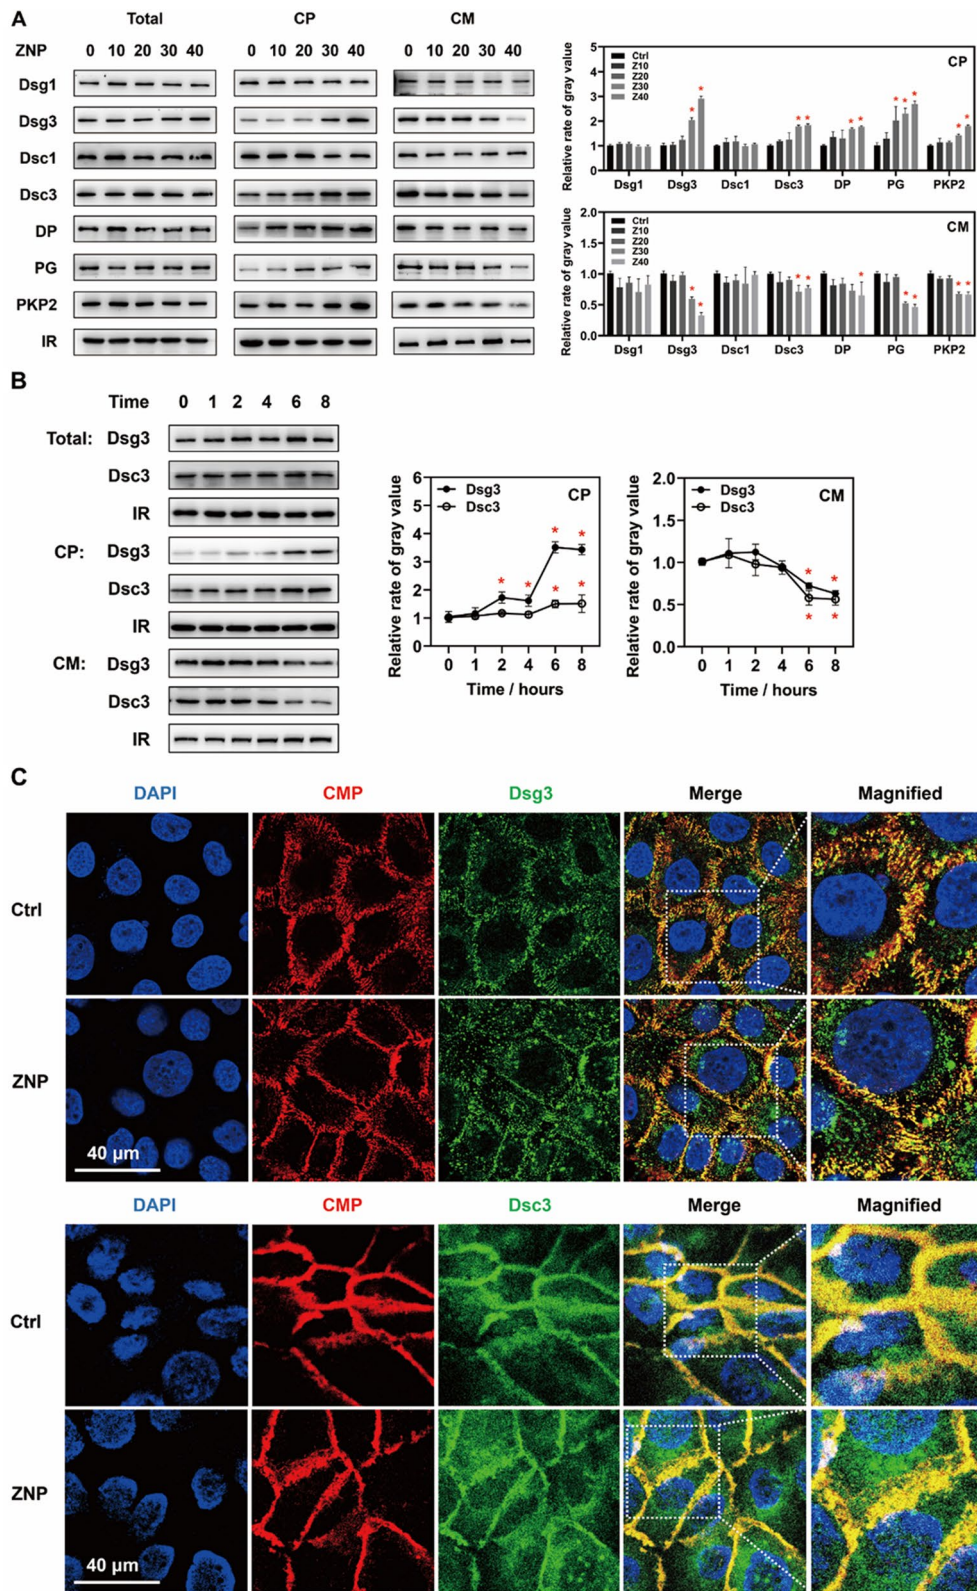 A
Total CP CM
ZNP 0 10 20 30 40 0 10 20 30 40 0 10 20 30 40
Dsg1
Dsg3
Dsc1
Dsc3
DP
PG
PKP2
IR
Relative rate of gray value
5
4
3
2
1
0
Ctrl
Z10
Z20
Z30
Z40
CP
* * * * * * * * * * *
Dsg1 Dsg3 Dsc1 Dsc3 DP PG PKP2
Relative rate of gray value
2.0
1.5
1.0
0.5
0.0
Ctrl
Z10
Z20
Z30
Z40
CM
* * * * * * * * *
Dsg1 Dsg3 Dsc1 Dsc3 DP PG PKP2
B
Time 0 1 2 4 6 8
Total: Dsg3
Dsc3
IR
CP: Dsg3
Dsc3
IR
CM: Dsg3
Dsc3
IR
Relative rate of gray value
6
5
4
3
2
1
0
Dsg3
Dsc3
CP
* * * * * *
0 1 2 4 6 8
Time / hours
Relative rate of gray value
2.0
1.5
1.0
0.5
0.0
Dsg3
Dsc3
CM
* * * *
0 1 2 4 6 8
Time / hours
C
DAPI CMP Dsg3 Merge Magnified
Ctrl
ZNP
40 μm
DAPI CMP Dsc3 Merge Magnified
Ctrl
ZNP
40 μm